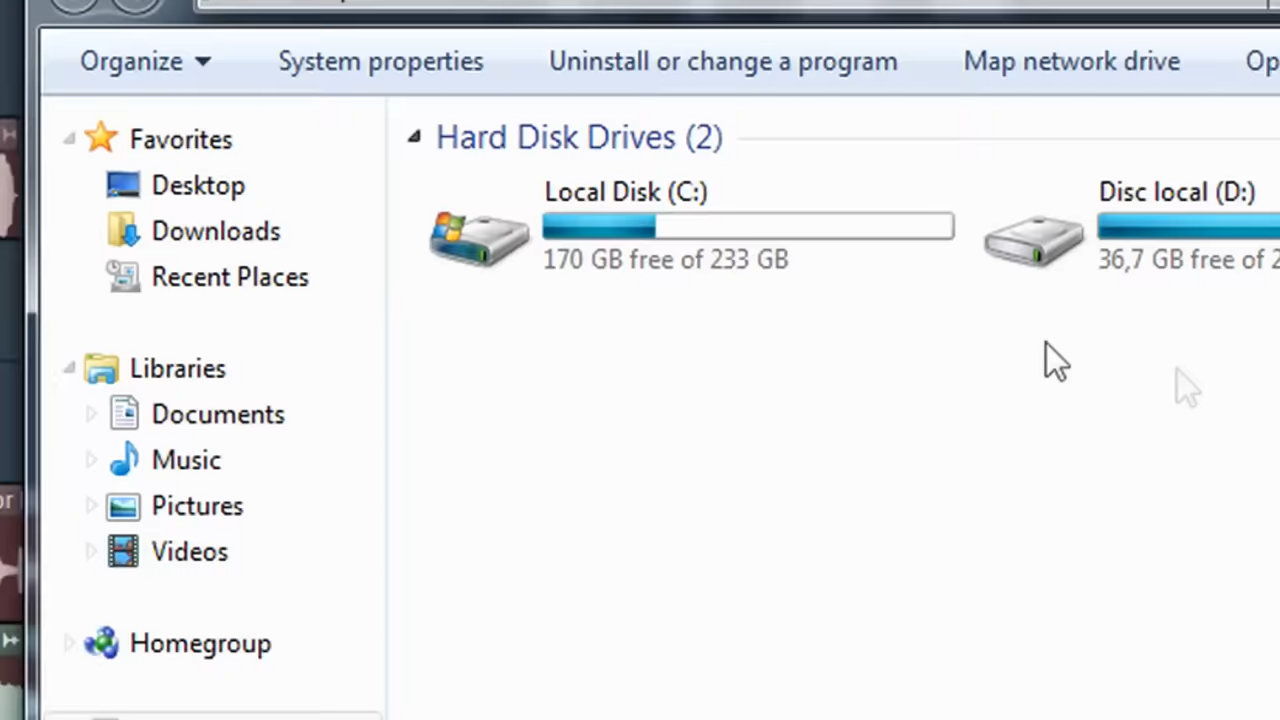 Organize
System properties
Uninstall or change a program
Map network drive
Favorites
Desktop
Downloads
Recent Places
Libraries
Documents
Music
Pictures
Videos
Homegroup
Hard Disk Drives (2)
Local Disk (C:)
170 GB free of 233 GB
Disc local (D:)
36,7 GB free of